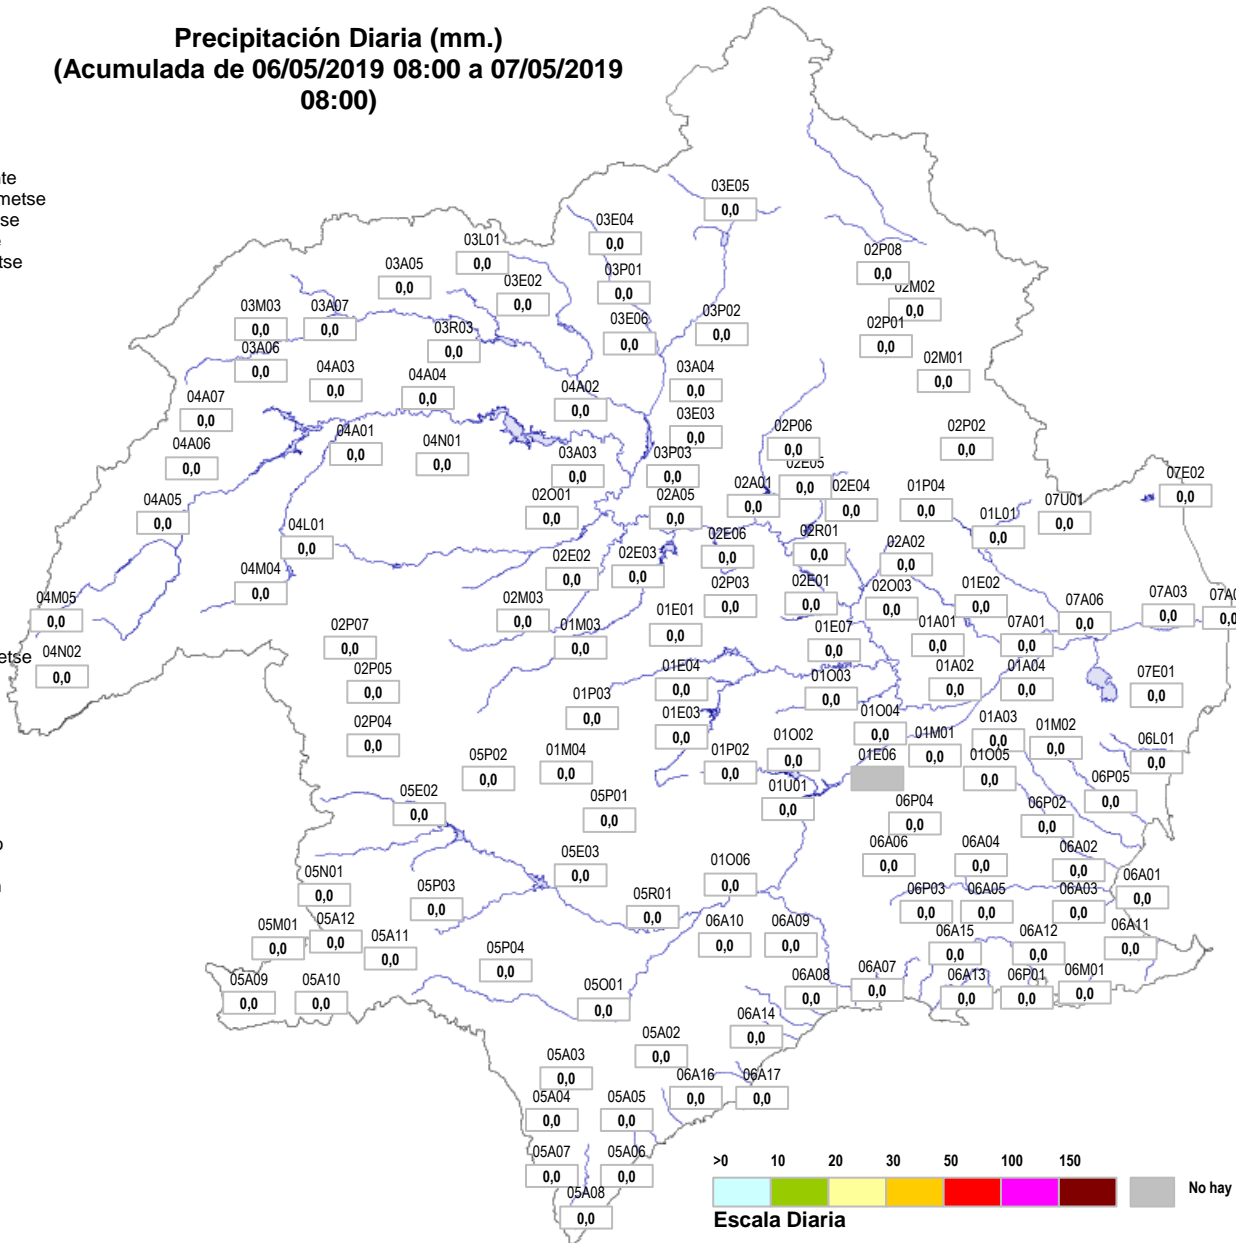 Precipitación Diaria (mm.)
(Acumulada de 06/05/2019 08:00 a 07/05/2019
08:00)
03E05
0,0
03E04
0,0
03L01
0,0
02P08
0,0
03A05
0,0
03P01
0,0
03E02
0,0
02M02
0,0
03M03
0,0
03A07
0,0
03R03
0,0
03E06
0,0
03P02
0,0
02P01
0,0
03A06
0,0
04A03
0,0
04A04
0,0
04A02
0,0
03A04
0,0
02M01
0,0
04A07
0,0
03E03
0,0
04A06
0,0
04A01
0,0
04N01
0,0
03A03
0,0
03P03
0,0
02P06
0,0
02P02
0,0
04A05
0,0
02O01
0,0
02A05
0,0
02A01
0,0
02E05
0,0
02E04
0,0
01P04
0,0
01L01
0,0
07U01
0,0
07E02
0,0
04L01
0,0
02E02
0,0
02E03
0,0
02E06
0,0
02R01
0,0
02A02
0,0
04M04
0,0
04M05
0,0
02M03
0,0
02P03
0,0
02E01
0,0
02O03
0,0
01E02
0,0
07A06
0,0
07A03
0,0
0,0
02P07
0,0
01M03
0,0
01E01
0,0
01E07
0,0
01A01
0,0
07A01
0,0
04N02
0,0
02P05
0,0
01E04
0,0
01O03
0,0
01A02
0,0
01A04
0,0
07E01
0,0
01P03
0,0
01E03
0,0
01O04
0,0
01A03
0,0
02P04
0,0
01M01
0,0
01M02
0,0
06L01
0,0
05P02
0,0
01M04
0,0
01P02
0,0
01O02
0,0
01E06
01O05
0,0
06P05
0,0
05E02
0,0
05P01
0,0
01U01
0,0
06P04
0,0
06P02
0,0
05E03
0,0
06A06
0,0
06A04
0,0
06A02
0,0
05N01
0,0
05P03
0,0
01O06
0,0
05R01
0,0
06P03
0,0
06A05
0,0
06A03
0,0
06A01
0,0
05M01
0,0
05A12
0,0
05A11
0,0
06A10
0,0
06A09
0,0
06A15
0,0
06A12
0,0
06A11
0,0
05P04
0,0
05A09
0,0
05A10
0,0
05O01
0,0
06A08
0,0
06A07
0,0
06A13
0,0
06P01
0,0
06M01
0,0
05A02
0,0
06A14
0,0
05A03
0,0
06A16
0,0
06A17
0,0
05A04
0,0
05A05
0,0
05A07
0,0
05A06
0,0
05A08
0,0
>0 10 20 30 50 100 150
No hay
Escala Diaria